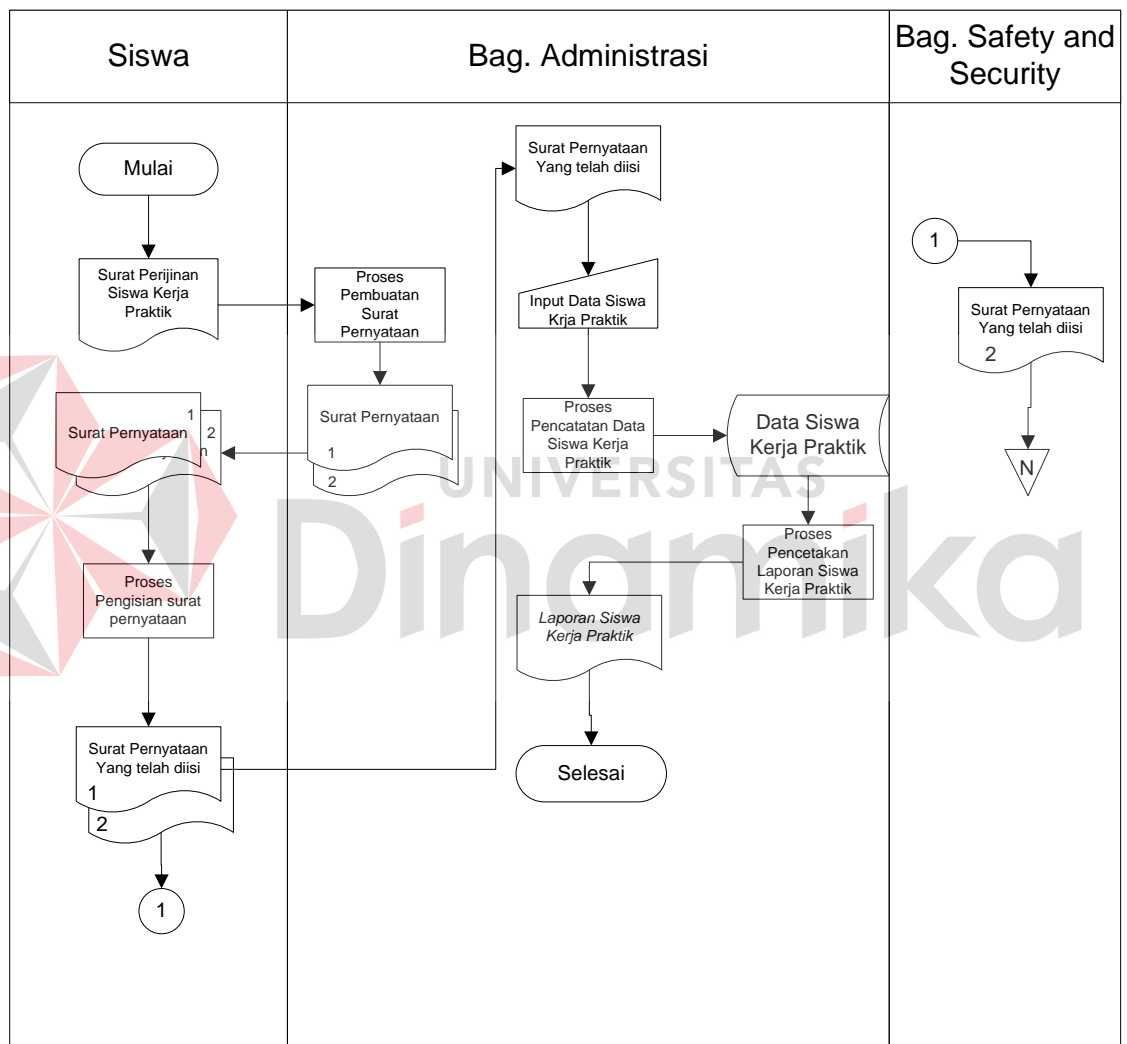 Siswa
Bag. Administrasi
Bag. Safety and
Security
Mulai
Surat Perijinan
Siswa Kerja
Praktik
Surat Pernyataan
1
2
n
Proses
Pengisian surat
pernyataan
Surat Pernyataan
Yang telah diisi
1
2
1
Proses
Pembuatan
Surat
Pernyataan
Surat Pernyataan
1
2
Surat Pernyataan
Yang telah diisi
Input Data Siswa
Krja Praktik
Proses
Pencatatan Data
Siswa Kerja
Praktik
Data Siswa
Kerja Praktik
Proses
Pencetakan
Laporan Siswa
Kerja Praktik
Laporan Siswa
Kerja Praktik
Selesai
1
Surat Pernyataan
Yang telah diisi
2
N
UNIVERSITAS
Dinamika